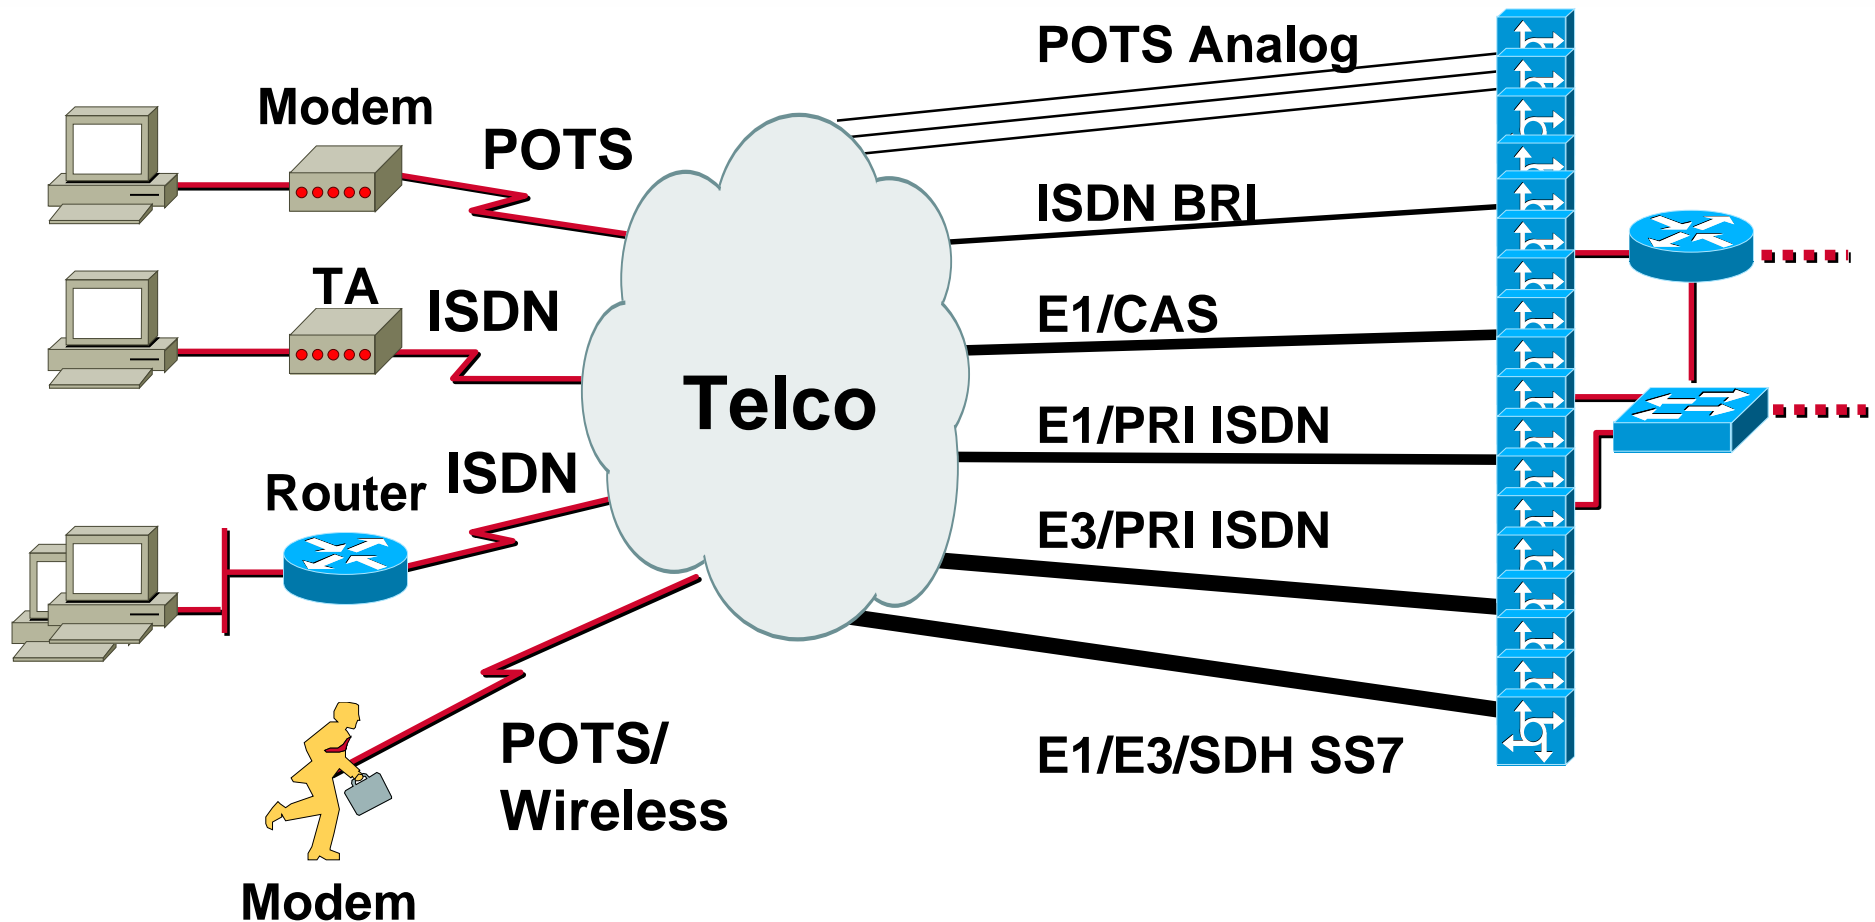 POTS Analog
Modem
POTS
ISDN BRI
TA
ISDN
E1/CAS
Telco
E1/PRI ISDN
Router
ISDN
E3/PRI ISDN
POTS/
Wireless
E1/E3/SDH SS7
Modem